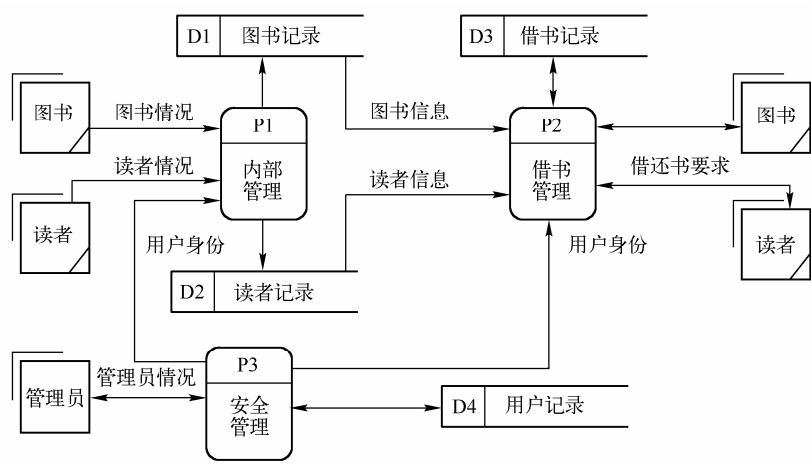 D1 图书记录
D3 借书记录
图书
图书情况
P1
内部
管理
图书信息
P2
借书
管理
图书
读者情况
读者信息
借还书要求
读者
用户身份
用户身份
读者
D2 读者记录
P3
安全
管理
管理员情况
管理员
D4 用户记录